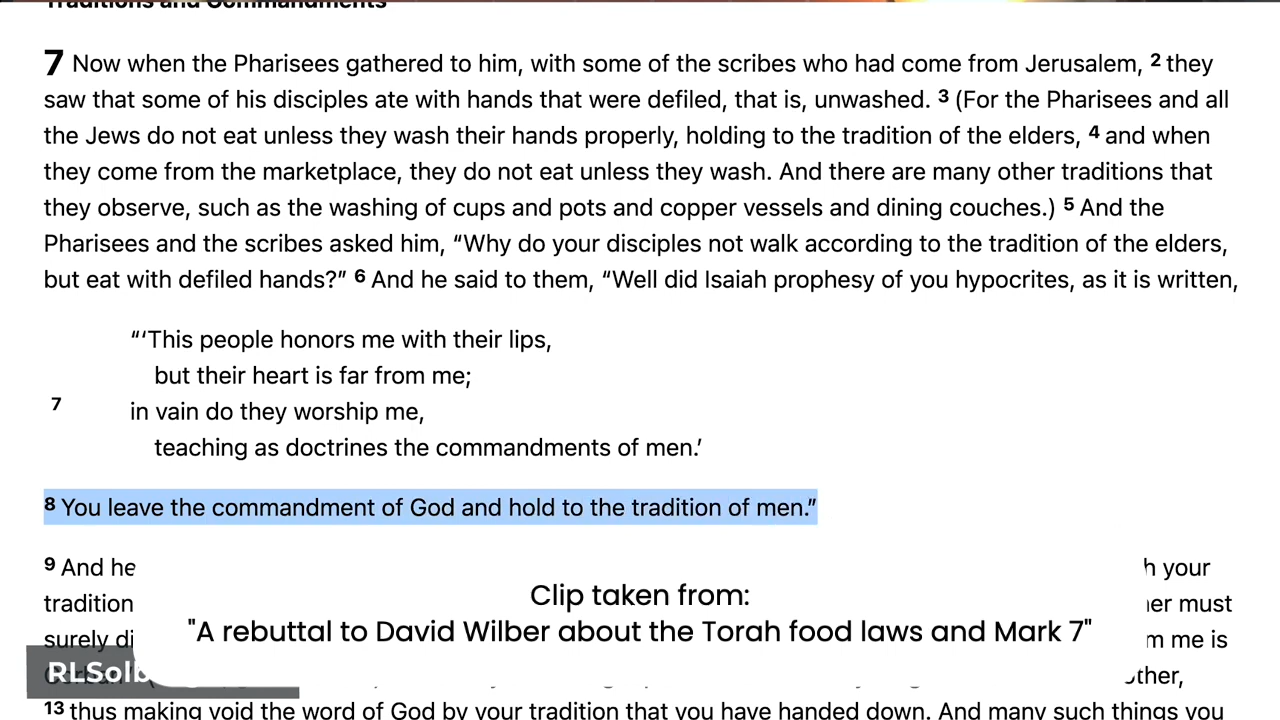 Traditions and Commandments
7 Now when the Pharisees gathered to him, with some of the scribes who had come from Jerusalem, 2 they
saw that some of his disciples ate with hands that were defiled, that is, unwashed. 3 (For the Pharisees and all
the Jews do not eat unless they wash their hands properly, holding to the tradition of the elders, 4 and when
they come from the marketplace, they do not eat unless they wash. And there are many other traditions that
they observe, such as the washing of cups and pots and copper vessels and dining couches.) 5 And the
Pharisees and the scribes asked him, “Why do your disciples not walk according to the tradition of the elders,
but eat with defiled hands?” 6 And he said to them, “Well did Isaiah prophesy of you hypocrites, as it is written,
“‘This people honors me with their lips,
but their heart is far from me;
7 in vain do they worship me,
teaching as doctrines the commandments of men.’
8 You leave the commandment of God and hold to the tradition of men.”
9 And he your
tradition must
surely me is
Clip taken from:
"A rebuttal to David Wilber about the Torah food laws and Mark 7"
13 thus making void the word of God by your tradition that you have handed down. And many such things you